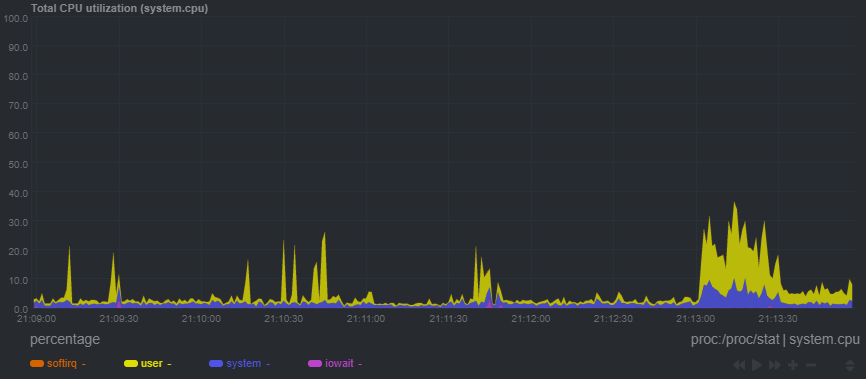 Total CPU utilization (system.cpu)
100.0
90.0
80.0
70.0
60.0
50.0
40.0
30.0
20.0
10.0
0.0
21:09:00 21:09:30 21:10:00 21:10:30 21:11:00 21:11:30 21:12:00 21:12:30 21:13:00 21:13:30
percentage proc:/proc/stat | system.cpu
softirq - user - system - iowait -